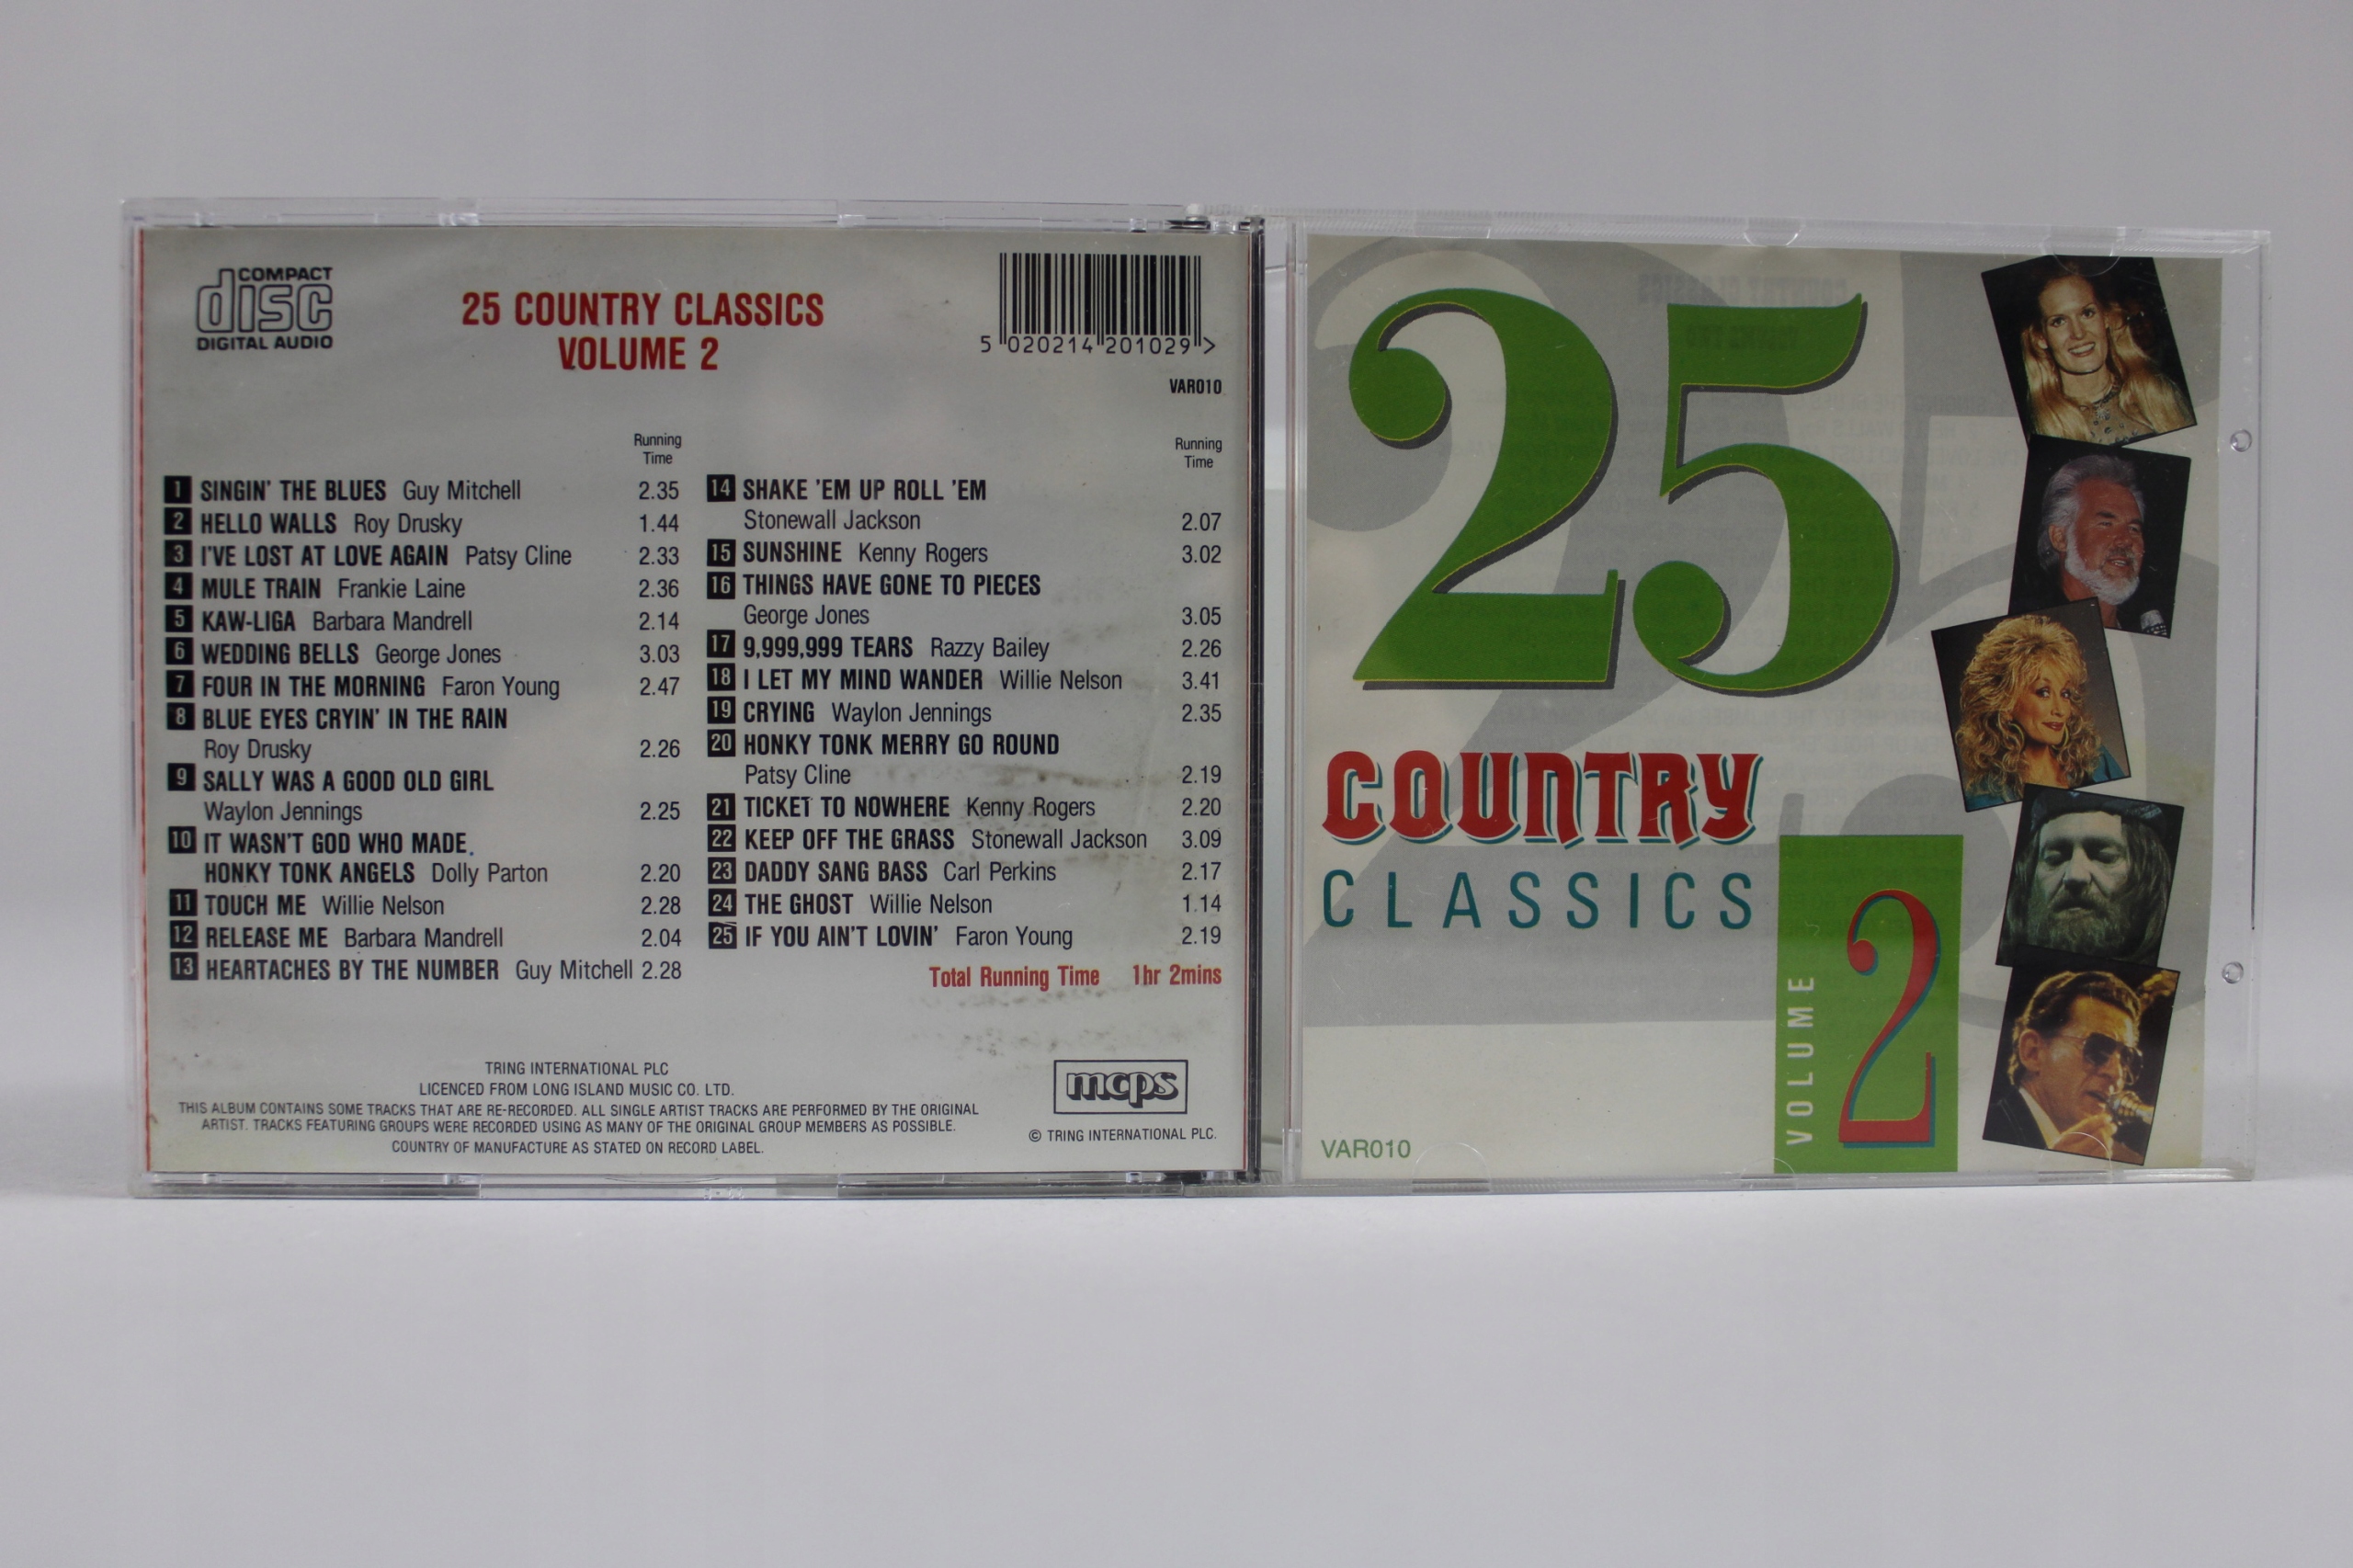 COMPACT
disc
DIGITAL AUDIO
25 COUNTRY CLASSICS
VOLUME 2
5 020214 201029 >
VAR010
Running
Time
1 SINGIN' THE BLUES Guy Mitchell 2.35
2 HELLO WALLS Roy Drusky 1.44
3 I'VE LOST AT LOVE AGAIN Patsy Cline 2.33
4 MULE TRAIN Frankie Laine 2.36
5 KAW-LIGA Barbara Mandrell 2.14
6 WEDDING BELLS George Jones 3.03
7 FOUR IN THE MORNING Faron Young 2.47
8 BLUE EYES CRYIN' IN THE RAIN
Roy Drusky 2.26
9 SALLY WAS A GOOD OLD GIRL
Waylon Jennings 2.25
10 IT WASN'T GOD WHO MADE
HONKY TONK ANGELS Dolly Parton 2.20
11 TOUCH ME Willie Nelson 2.28
12 RELEASE ME Barbara Mandrell 2.04
13 HEARTACHES BY THE NUMBER Guy Mitchell 2.28
Running
Time
14 SHAKE 'EM UP ROLL 'EM
Stonewall Jackson 2.07
15 SUNSHINE Kenny Rogers 3.02
16 THINGS HAVE GONE TO PIECES
George Jones 3.05
17 9,999,999 TEARS Razzy Bailey 2.26
18 I LET MY MIND WANDER Willie Nelson 3.41
19 CRYING Waylon Jennings 2.35
20 HONKY TONK MERRY GO ROUND
Patsy Cline 2.19
21 TICKET TO NOWHERE Kenny Rogers 2.20
22 KEEP OFF THE GRASS Stonewall Jackson 3.09
23 DADDY SANG BASS Carl Perkins 2.17
24 THE GHOST Willie Nelson 1.14
25 IF YOU AIN'T LOVIN' Faron Young 2.19
Total Running Time 1hr 2mins
TRING INTERNATIONAL PLC
LICENCED FROM LONG ISLAND MUSIC CO. LTD.
THIS ALBUM CONTAINS SOME TRACKS THAT ARE RE-RECORDED. ALL SINGLE ARTIST TRACKS ARE PERFORMED BY THE ORIGINAL
ARTIST. TRACKS FEATURING GROUPS WERE RECORDED USING AS MANY OF THE ORIGINAL GROUP MEMBERS AS POSSIBLE.
COUNTRY OF MANUFACTURE AS STATED ON RECORD LABEL.
mcps
© TRING INTERNATIONAL PLC.
25
COUNTRY
CLASSICS
VOLUME 2
VAR010